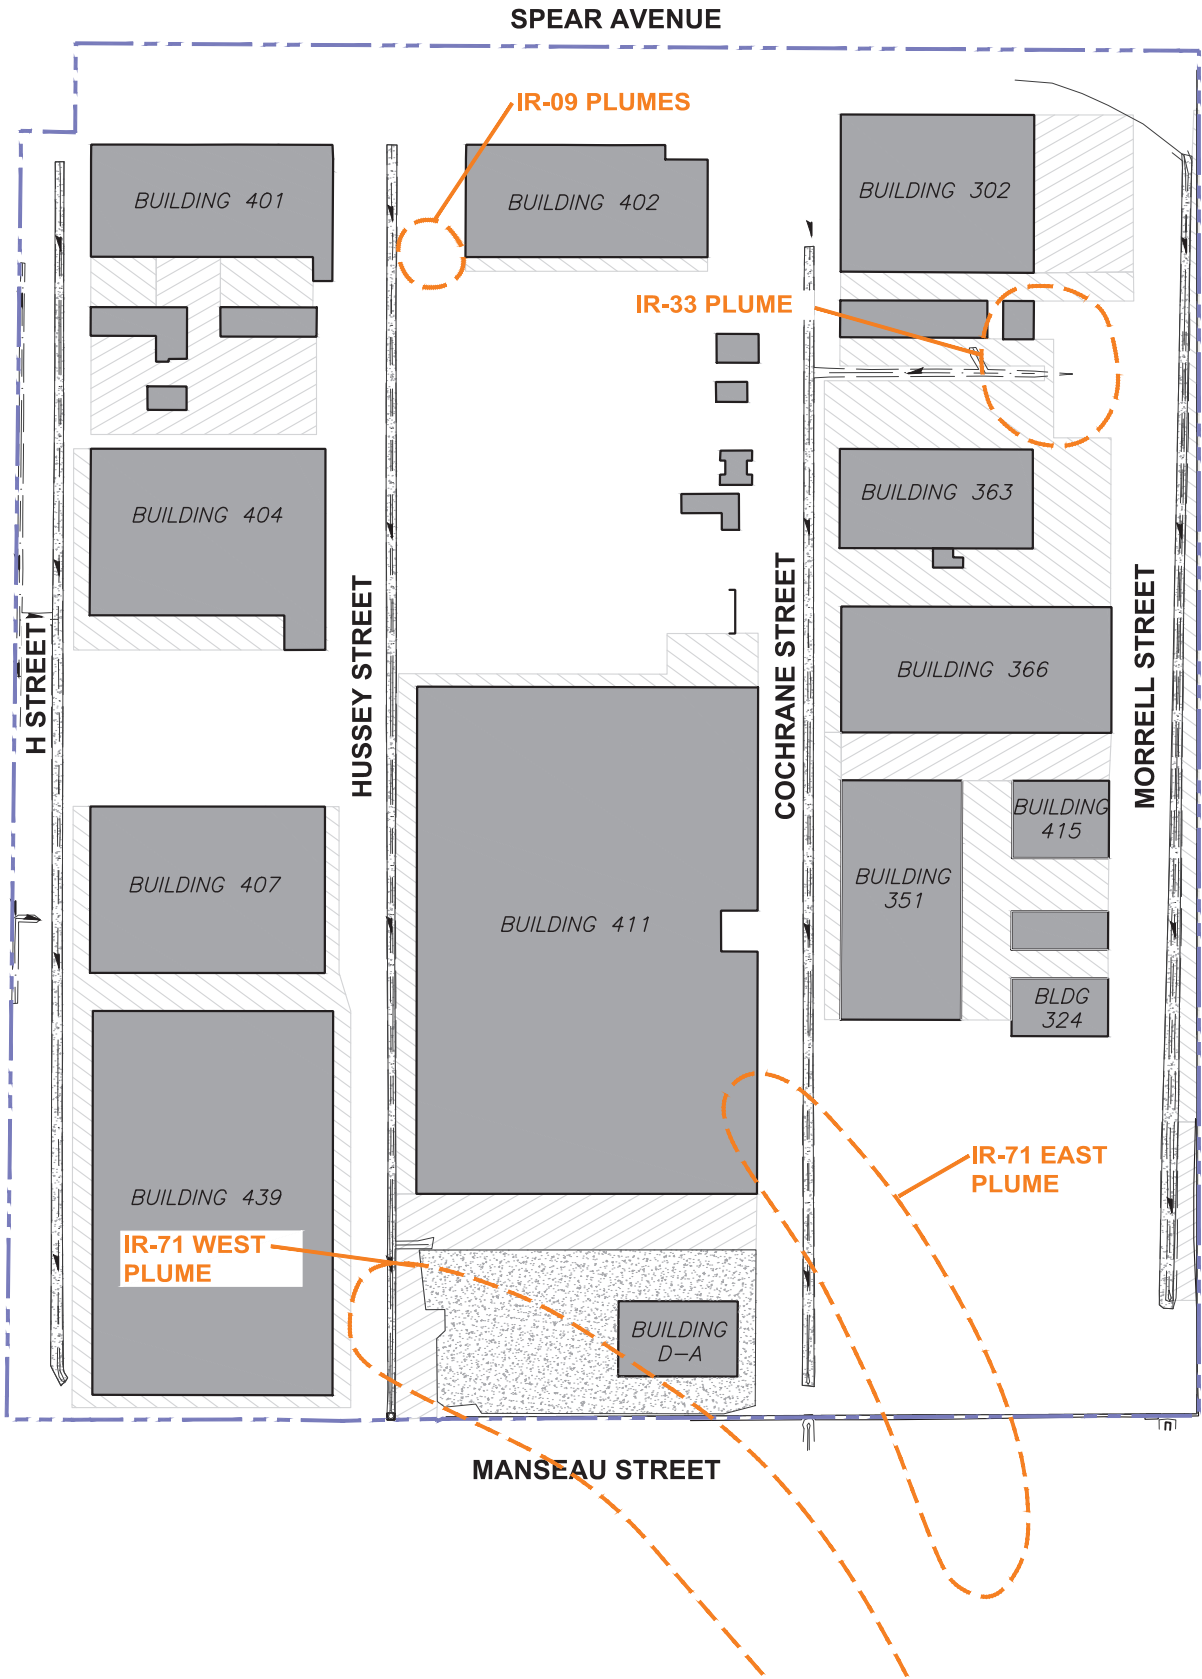 SPEAR AVENUE
IR-09 PLUMES
BUILDING 401
BUILDING 402
BUILDING 302
IR-33 PLUME
BUILDING 404
BUILDING 363
H STREET
HUSSEY STREET
COCHRANE STREET
MORRELL STREET
BUILDING 366
BUILDING
415
BUILDING 407
BUILDING 411
BUILDING
351
BLDG
324
BUILDING 439
IR-71 EAST
PLUME
IR-71 WEST
PLUME
BUILDING
D-A
MANSEAU STREET